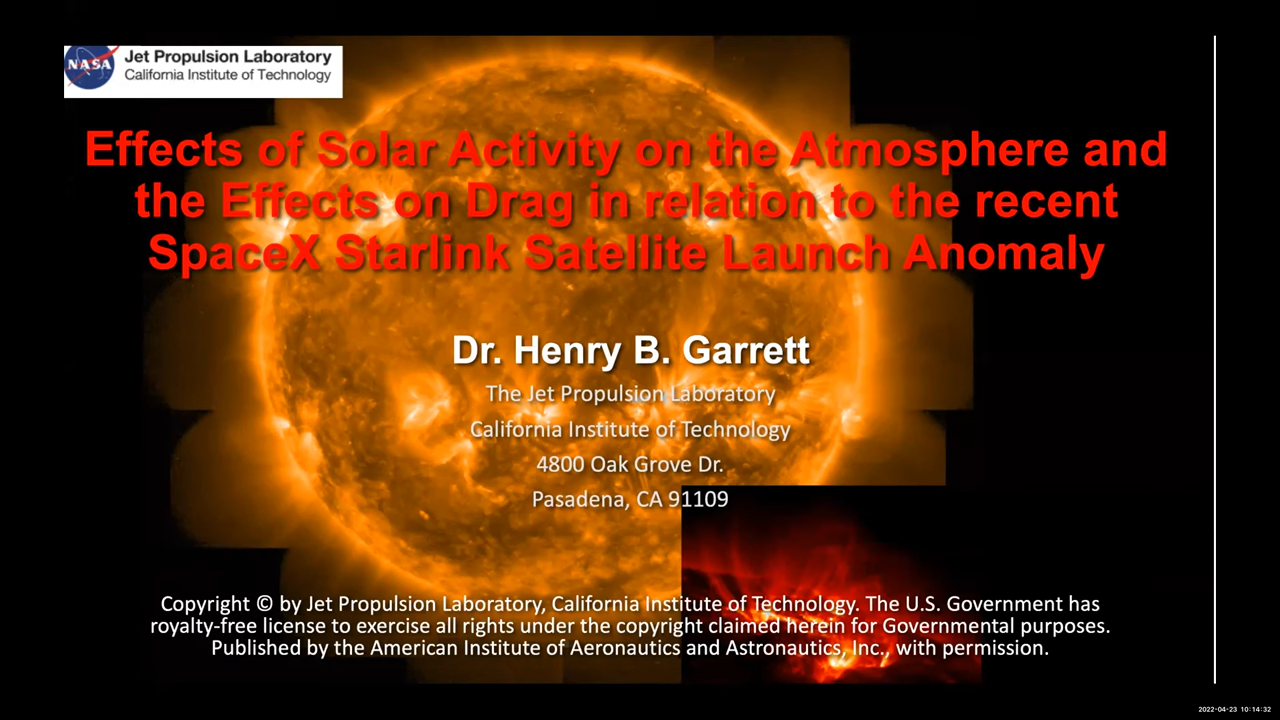 NASA
Jet Propulsion Laboratory
California Institute of Technology
Effects of Solar Activity on the Atmosphere and
the Effects on Drag in relation to the recent
SpaceX Starlink Satellite Launch Anomaly
Dr. Henry B. Garrett
The Jet Propulsion Laboratory
California Institute of Technology
4800 Oak Grove Dr.
Pasadena, CA 91109
Copyright © by Jet Propulsion Laboratory, California Institute of Technology. The U.S. Government has
royalty-free license to exercise all rights under the copyright claimed herein for Governmental purposes.
Published by the American Institute of Aeronautics and Astronautics, Inc., with permission.
2022-04-23 10:14:32